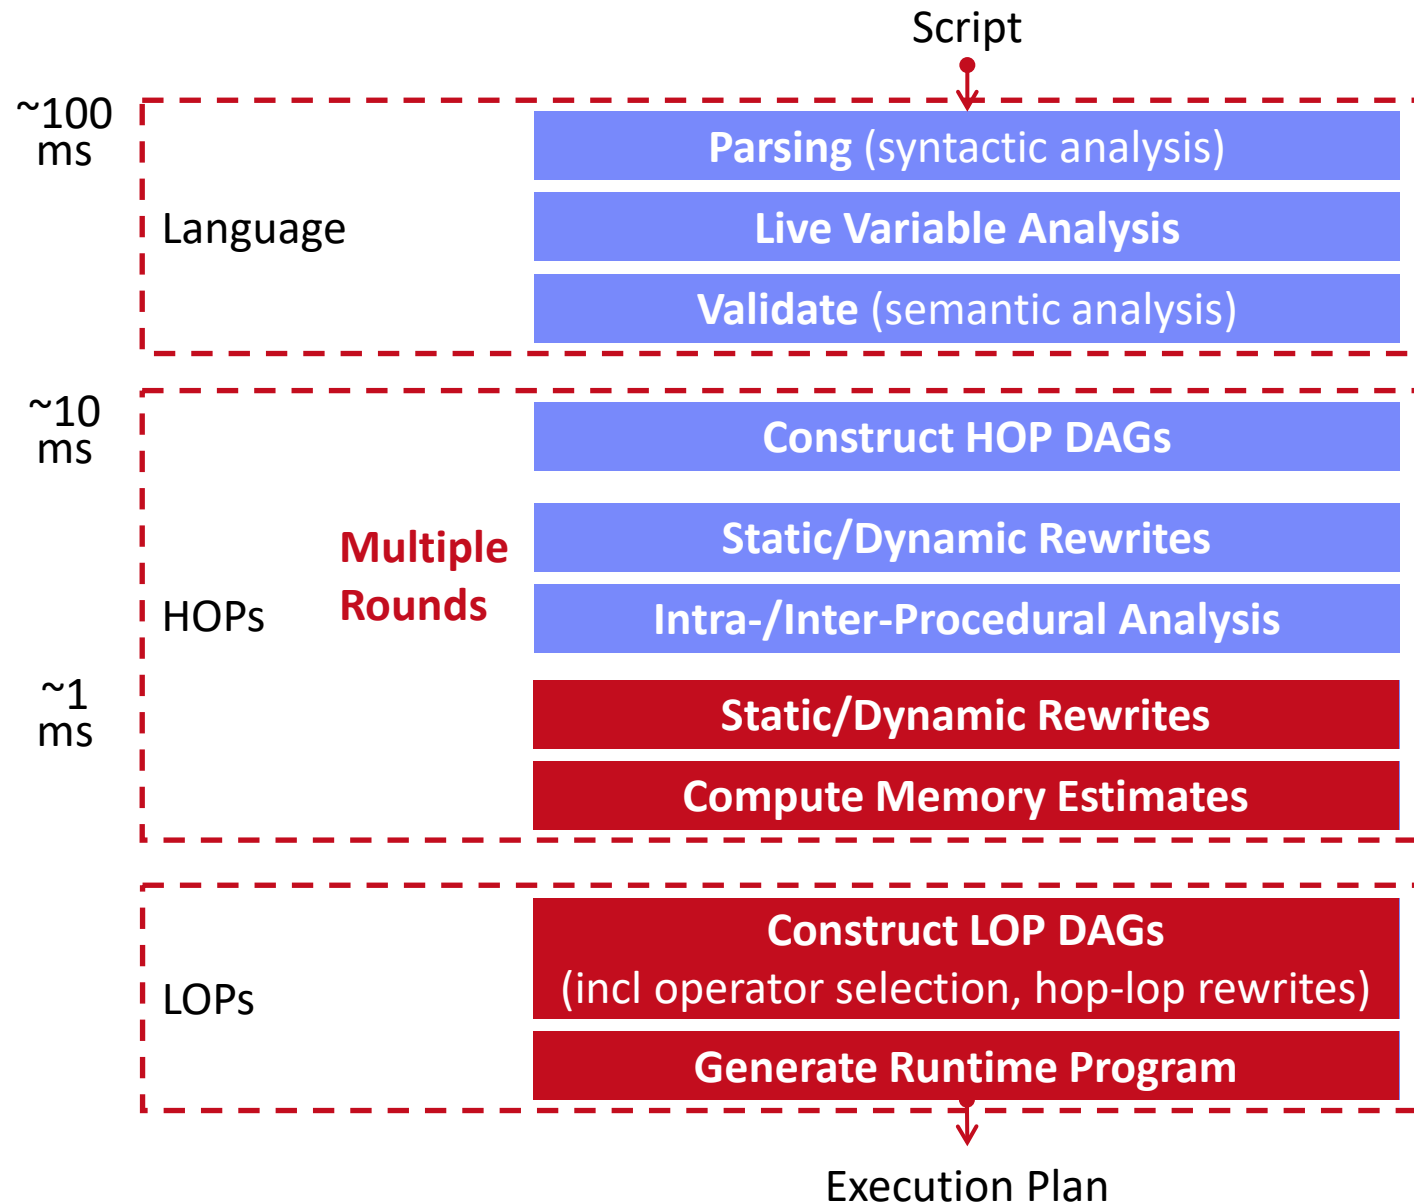 Script
~100
ms
Parsing (syntactic analysis)
Language
Live Variable Analysis
Validate (semantic analysis)
~10
ms
Construct HOP DAGs
Multiple
Rounds
Static/Dynamic Rewrites
HOPs
Intra-/Inter-Procedural Analysis
~1
ms
Static/Dynamic Rewrites
Compute Memory Estimates
LOPs
Construct LOP DAGs
(incl operator selection, hop-lop rewrites)
Generate Runtime Program
Execution Plan